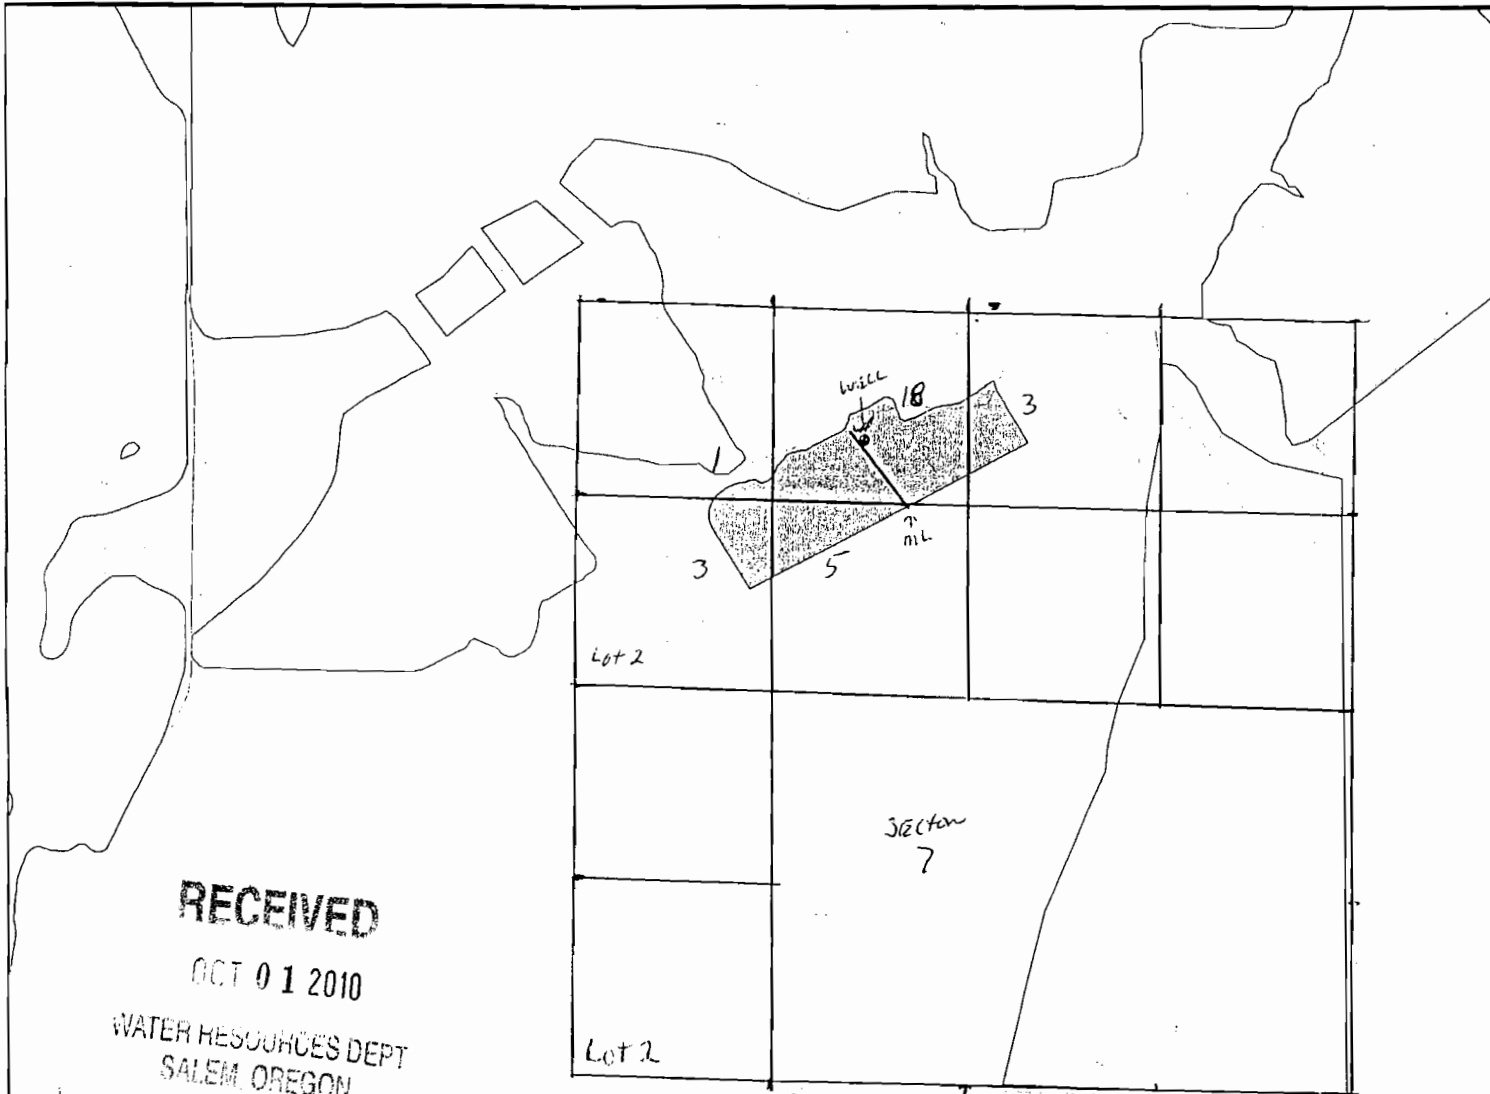 WELL
18
3
1
ML
3
5
Lot 2
SECTION
7
RECEIVED
OCT 01 2010
WATER RESOURCES DEPT
SALEM, OREGON
Lot 2